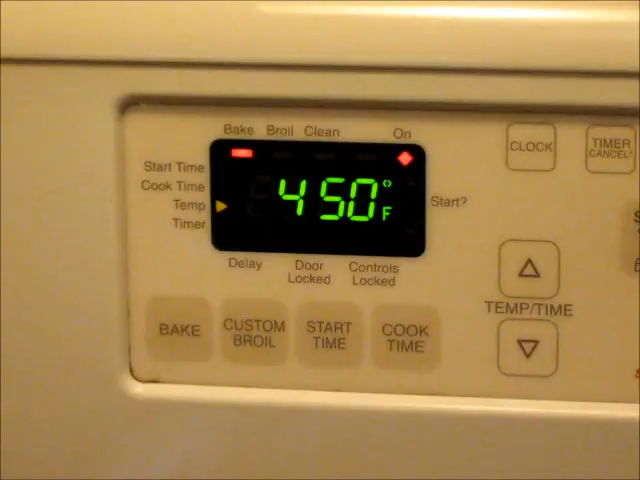 Bake Broil Clean On
CLOCK
TIMER
CANCEL*
Start Time
Cook Time
Temp
Timer
450°F
Start?
Delay
Door
Locked
Controls
Locked
TEMP/TIME
BAKE
CUSTOM
BROIL
START
TIME
COOK
TIME